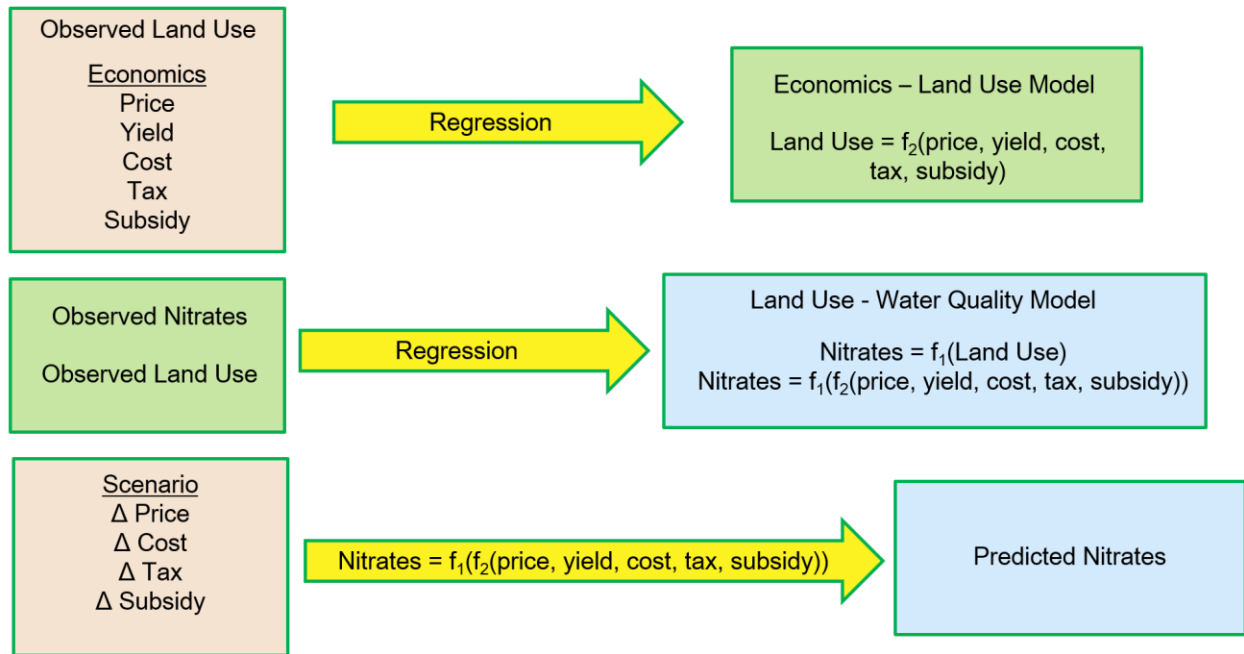 Observed Land Use
Economics
Price
Yield
Cost
Tax
Subsidy
Regression
Economics – Land Use Model
Land Use = f₂(price, yield, cost,
tax, subsidy)
Observed Nitrates
Observed Land Use
Regression
Land Use - Water Quality Model
Nitrates = f₁(Land Use)
Nitrates = f₁(f₂(price, yield, cost, tax, subsidy))
Scenario
Δ Price
Δ Cost
Δ Tax
Δ Subsidy
Nitrates = f₁(f₂(price, yield, cost, tax, subsidy))
Predicted Nitrates